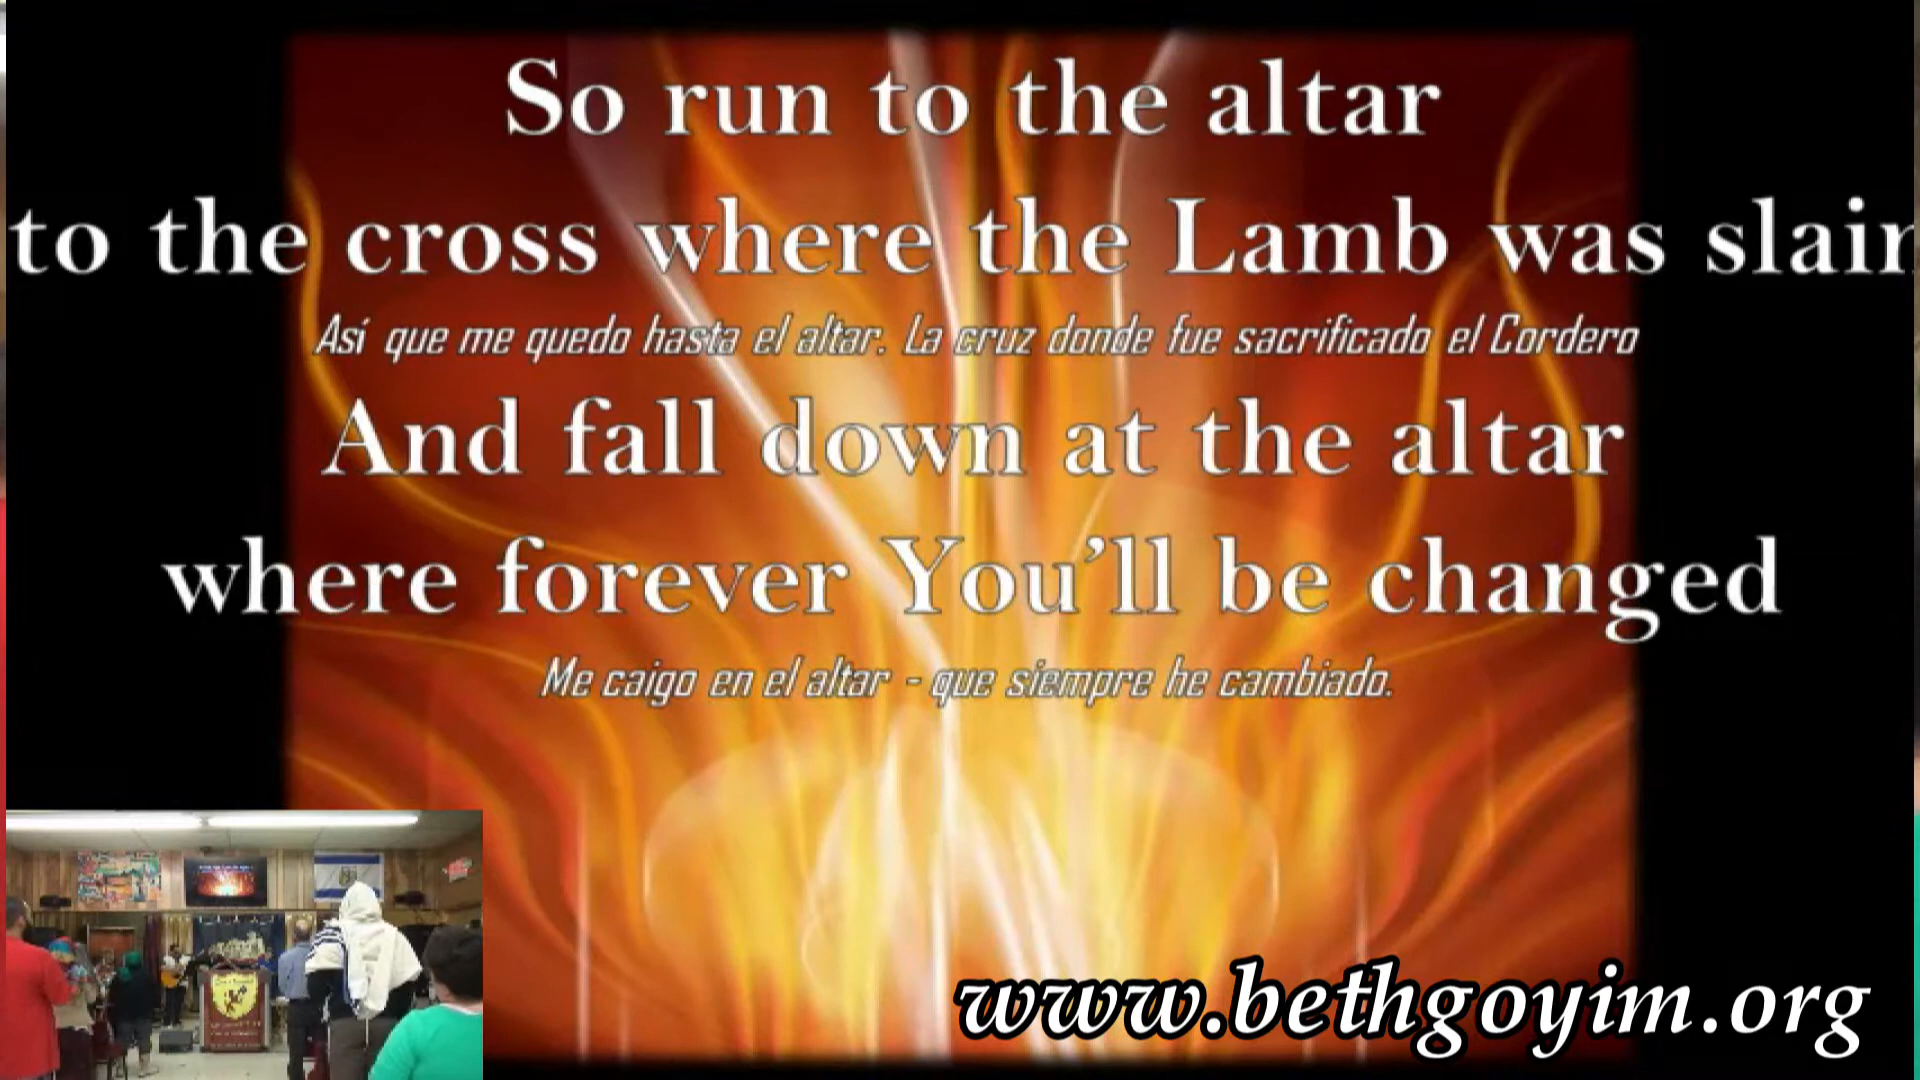 So run to the altar
to the cross where the Lamb was slain
Así que me quedo hasta el altar. La cruz donde fue sacrificado el Cordero
And fall down at the altar
where forever You'll be changed
Me caigo en el altar - que siempre he cambiado.
www.bethgoyim.org